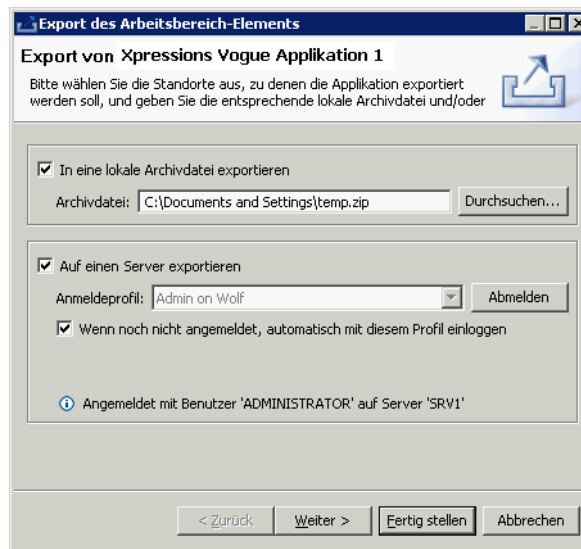 Export des Arbeitsbereich-Elements
Export von Xpressions Vogue Applikation 1
Bitte wählen Sie die Standorte aus, zu denen die Applikation exportiert
werden soll, und geben Sie die entsprechende lokale Archivdatei und/oder
In eine lokale Archivdatei exportieren
Archivdatei: C:\Documents and Settings\temp.zip Durchsuchen...
Auf einen Server exportieren
Anmeldeprofil: Admin on Wolf Abmelden
Wenn noch nicht angemeldet, automatisch mit diesem Profil einloggen
Angemeldet mit Benutzer 'ADMINISTRATOR' auf Server 'SRV1'
< Zurück Weiter > Fertig stellen Abbrechen